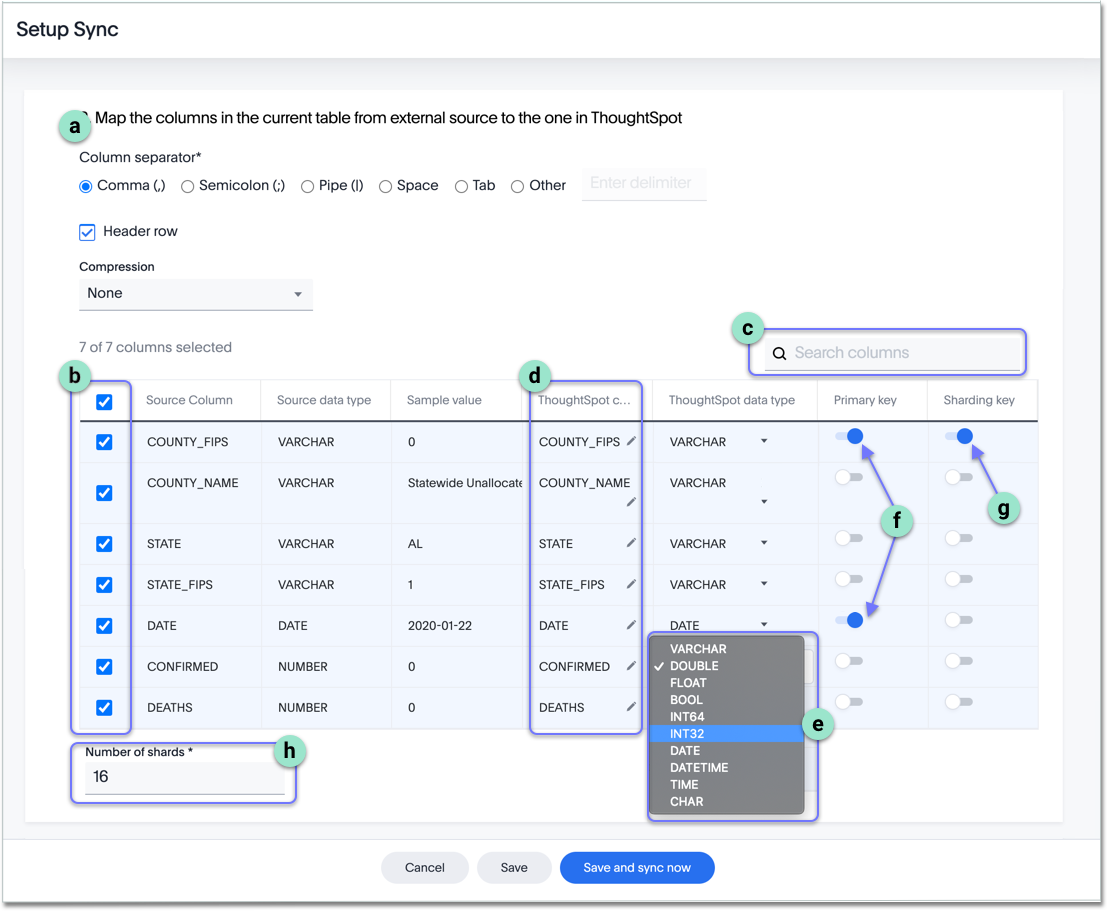 Setup Sync
a
. Map the columns in the current table from external source to the one in ThoughtSpot
Column separator*
Comma (,) Semicolon (;) Pipe (|) Space Tab Other Enter delimiter
Header row
Compression
None
c
7 of 7 columns selected
Search columns
b d
Source Column Source data type Sample value ThoughtSpot c... ThoughtSpot data type Primary key Sharding key
COUNTY_FIPS VARCHAR 0 COUNTY_FIPS VARCHAR
COUNTY_NAME VARCHAR Statewide Unallocate COUNTY_NAME VARCHAR
f g
STATE VARCHAR AL STATE VARCHAR
STATE_FIPS VARCHAR 1 STATE_FIPS VARCHAR
DATE DATE 2020-01-22 DATE DATE
CONFIRMED NUMBER 0 CONFIRMED
DEATHS NUMBER 0 DEATHS
VARCHAR
DOUBLE
FLOAT
BOOL
INT64
INT32
DATE
DATETIME
TIME
CHAR
e
Number of shards *
h
16
Cancel Save Save and sync now